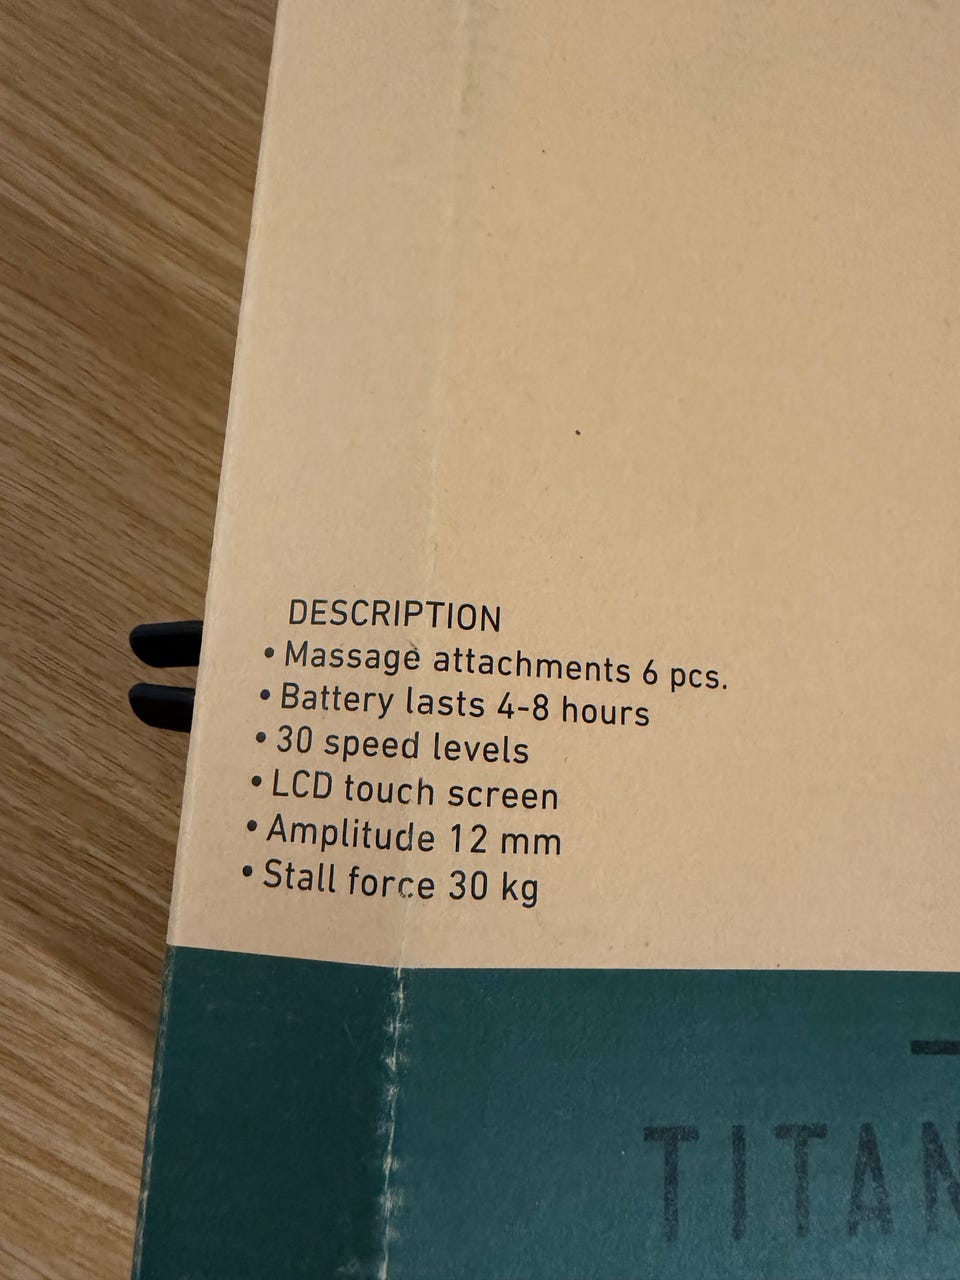 DESCRIPTION
• Massage attachments 6 pcs.
• Battery lasts 4-8 hours
• 30 speed levels
• LCD touch screen
• Amplitude 12 mm
• Stall force 30 kg
TITAN